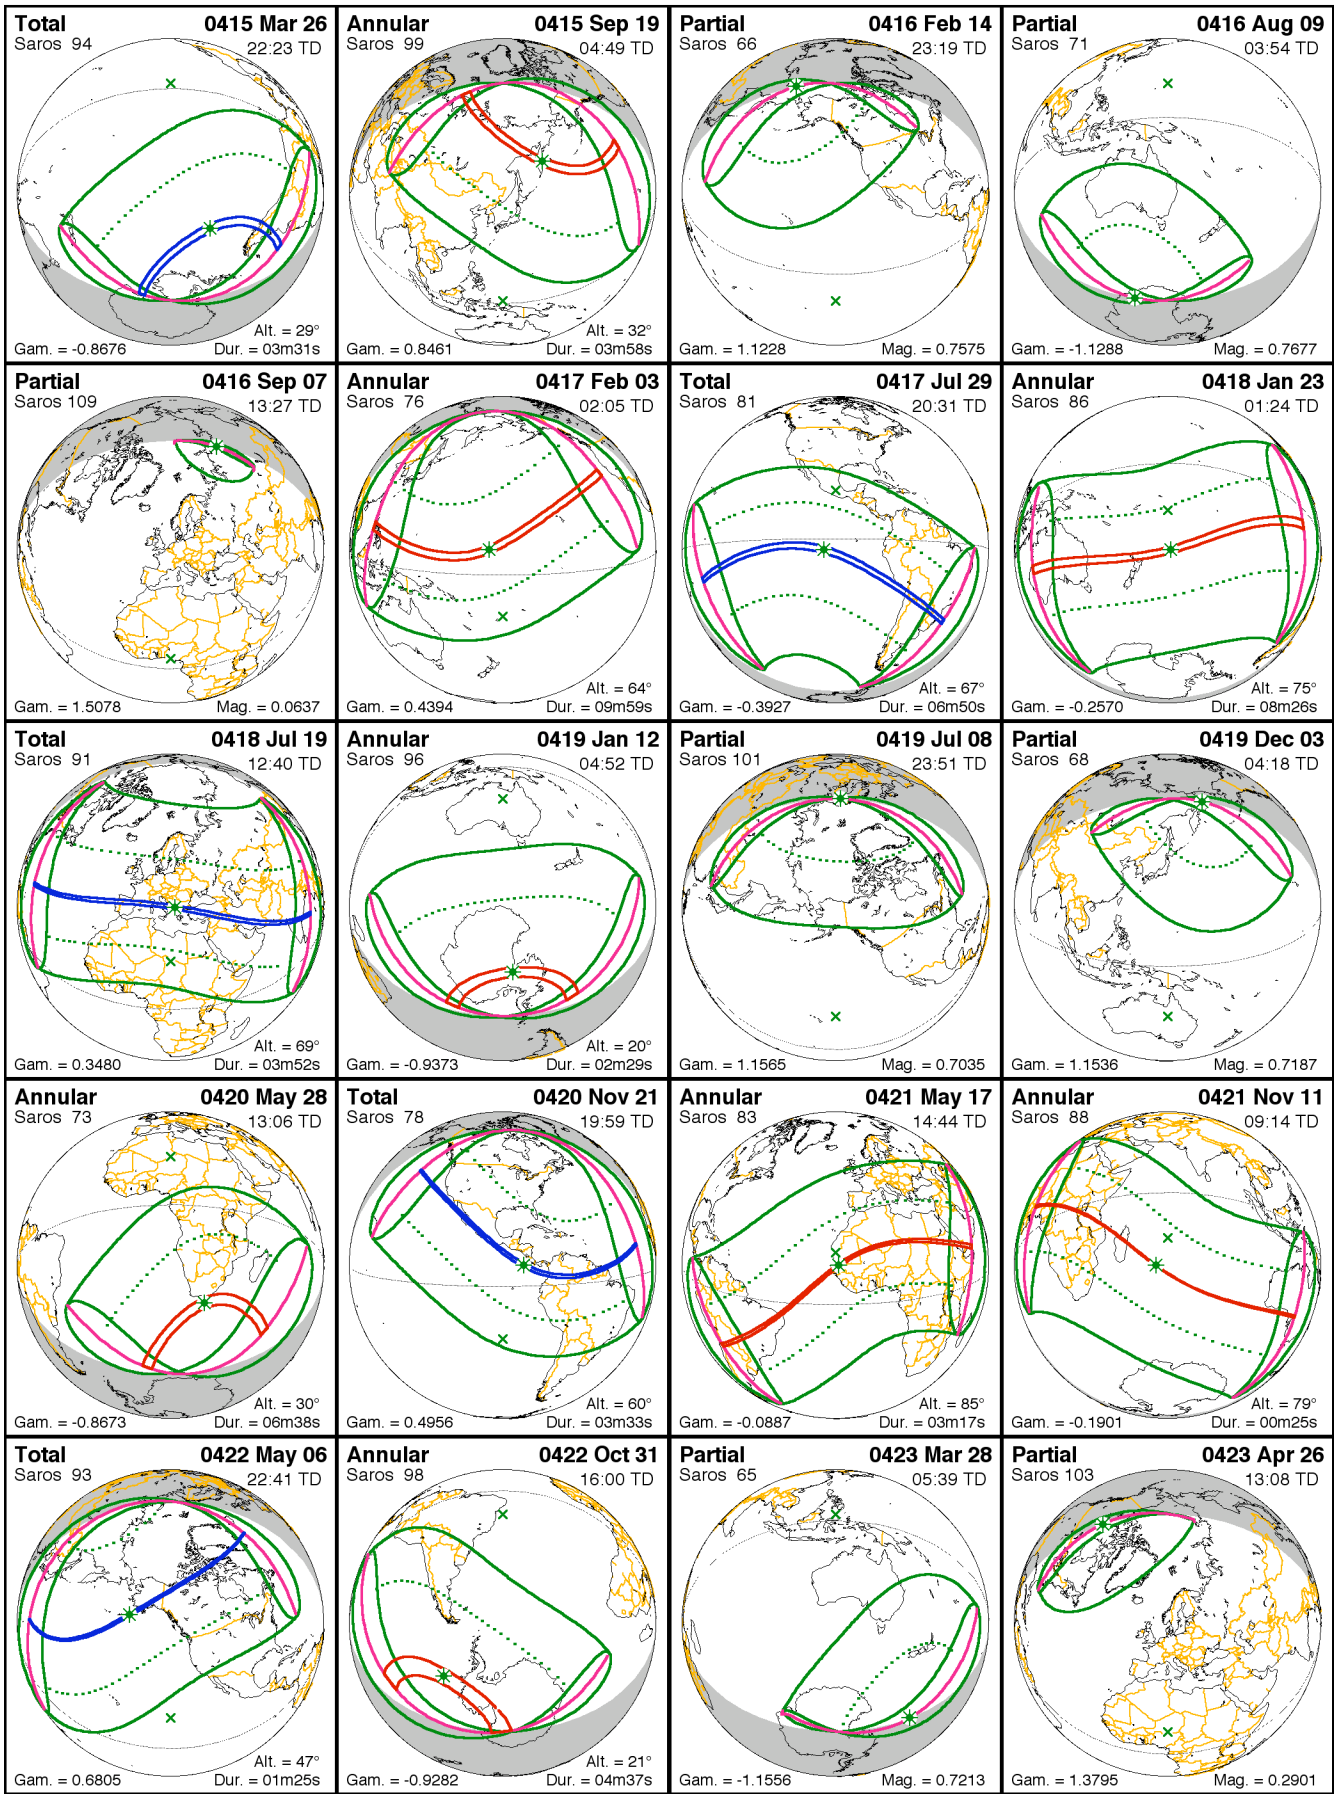 Total 0415 Mar 26
Saros 94 22:23 TD
Alt. = 29°
Gam. = -0.8676 Dur. = 03m31s
Annular 0415 Sep 19
Saros 99 04:49 TD
Alt. = 32°
Gam. = 0.8461 Dur. = 03m58s
Partial 0416 Feb 14
Saros 66 23:19 TD
Gam. = 1.1228 Mag. = 0.7575
Partial 0416 Aug 09
Saros 71 03:54 TD
Gam. = -1.1288 Mag. = 0.7677
Partial 0416 Sep 07
Saros 109 13:27 TD
Gam. = 1.5078 Mag. = 0.0637
Annular 0417 Feb 03
Saros 76 02:05 TD
Alt. = 64°
Gam. = 0.4394 Dur. = 09m59s
Total 0417 Jul 29
Saros 81 20:31 TD
Alt. = 67°
Gam. = -0.3927 Dur. = 06m50s
Annular 0418 Jan 23
Saros 86 01:24 TD
Alt. = 75°
Gam. = -0.2570 Dur. = 08m26s
Total 0418 Jul 19
Saros 91 12:40 TD
Alt. = 69°
Gam. = 0.3480 Dur. = 03m52s
Annular 0419 Jan 12
Saros 96 04:52 TD
Alt. = 20°
Gam. = -0.9373 Dur. = 02m29s
Partial 0419 Jul 08
Saros 101 23:51 TD
Gam. = 1.1565 Mag. = 0.7035
Partial 0419 Dec 03
Saros 68 04:18 TD
Gam. = 1.1536 Mag. = 0.7187
Annular 0420 May 28
Saros 73 13:06 TD
Alt. = 30°
Gam. = -0.8673 Dur. = 06m38s
Total 0420 Nov 21
Saros 78 19:59 TD
Alt. = 60°
Gam. = 0.4956 Dur. = 03m33s
Annular 0421 May 17
Saros 83 14:44 TD
Alt. = 85°
Gam. = -0.0887 Dur. = 03m17s
Annular 0421 Nov 11
Saros 88 09:14 TD
Alt. = 79°
Gam. = -0.1901 Dur. = 00m25s
Total 0422 May 06
Saros 93 22:41 TD
Alt. = 47°
Gam. = 0.6805 Dur. = 01m25s
Annular 0422 Oct 31
Saros 98 16:00 TD
Alt. = 21°
Gam. = -0.9282 Dur. = 04m37s
Partial 0423 Mar 28
Saros 65 05:39 TD
Gam. = -1.1556 Mag. = 0.7213
Partial 0423 Apr 26
Saros 103 13:08 TD
Gam. = 1.3795 Mag. = 0.2901